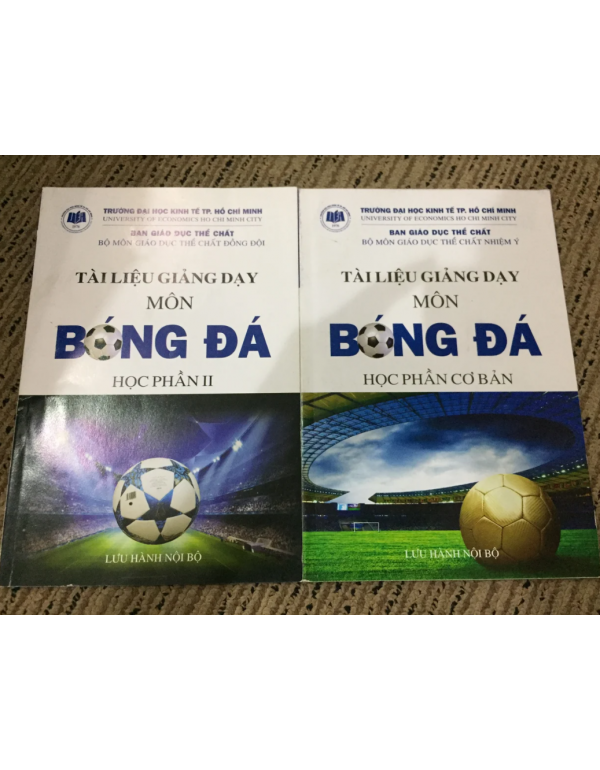 TRƯỜNG ĐẠI HỌC KINH TẾ TP. HỒ CHÍ MINH
UNIVERSITY OF ECONOMICS HO CHI MINH CITY
BAN GIÁO DỤC THỂ CHẤT
BỘ MÔN GIÁO DỤC THỂ CHẤT ĐỒNG ĐỘI
TÀI LIỆU GIẢNG DẠY
MÔN
BÓNG ĐÁ
HỌC PHẦN II
LƯU HÀNH NỘI BỘ
TRƯỜNG ĐẠI HỌC KINH TẾ TP. HỒ CHÍ MINH
UNIVERSITY OF ECONOMICS HO CHI MINH CITY
BAN GIÁO DỤC THỂ CHẤT
BỘ MÔN GIÁO DỤC THỂ CHẤT NHIỆM Ý
TÀI LIỆU GIẢNG DẠY
MÔN
BÓNG ĐÁ
HỌC PHẦN CƠ BẢN
LƯU HÀNH NỘI BỘ